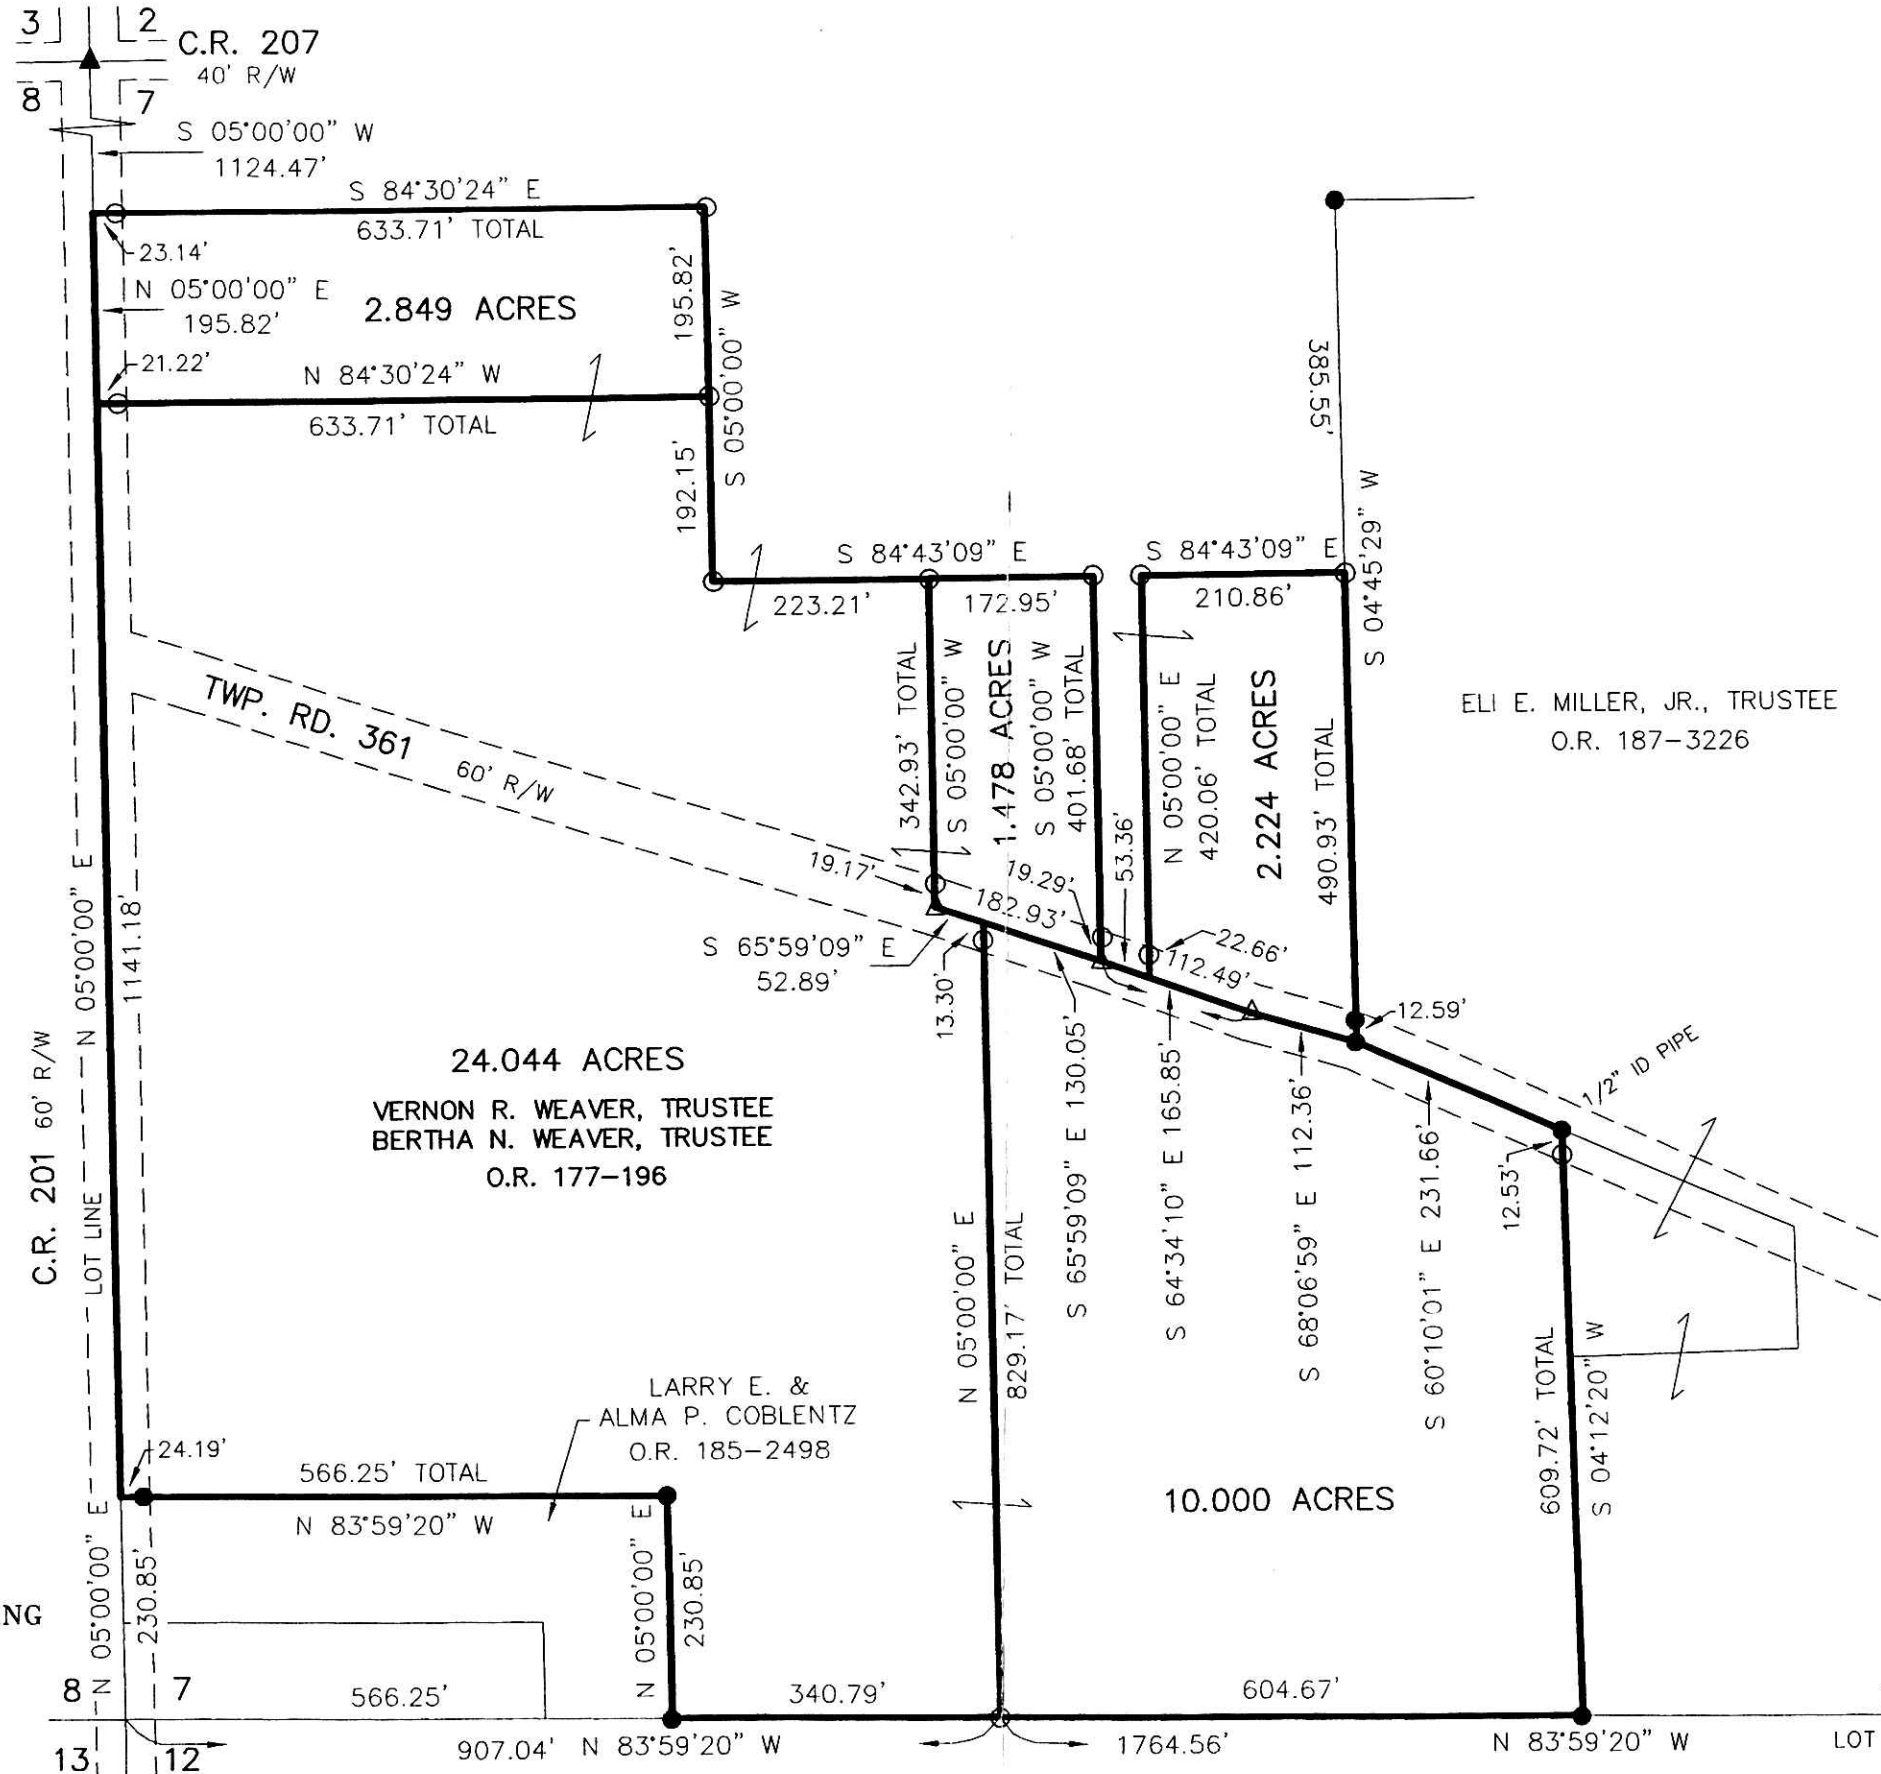 3
2
C.R. 207
40' R/W
8
7
S 05°00'00" W
1124.47'
S 84°30'24" E
633.71' TOTAL
23.14'
N 05°00'00" E
195.82'
2.849 ACRES
195.82'
S 05°00'00" W
21.22'
N 84°30'24" W
633.71' TOTAL
192.15'
385.55'
S 04°45'29" W
S 84°43'09" E
223.21'
172.95'
S 84°43'09" E
210.86'
TWP. RD. 361
60' R/W
342.93' TOTAL
S 05°00'00" W
1.478 ACRES
S 05°00'00" W
401.68' TOTAL
53.36'
N 05°00'00" E
420.06' TOTAL
2.224 ACRES
490.93' TOTAL
ELI E. MILLER, JR., TRUSTEE
O.R. 187-3226
19.17'
19.29'
182.93'
22.66'
112.49'
12.59'
S 65°59'09" E
52.89'
13.30'
N 05°00'00" E
1141.18'
C.R. 201 60' R/W
LOT LINE
24.044 ACRES
VERNON R. WEAVER, TRUSTEE
BERTHA N. WEAVER, TRUSTEE
O.R. 177-196
N 05°00'00" E
829.17' TOTAL
S 65°59'09" E 130.05'
S 64°34'10" E 165.85'
S 68°06'59" E 112.36'
S 60°10'01" E 231.66'
12.53'
1/2" ID PIPE
609.72' TOTAL
S 04°12'20" W
LARRY E. &
ALMA P. COBLENTZ
O.R. 185-2498
24.19'
566.25' TOTAL
N 83°59'20" W
10.000 ACRES
N 05°00'00" E
230.85'
N 05°00'00" E
230.85'
NG
8
7
566.25'
340.79'
604.67'
13
12
907.04'
N 83°59'20" W
1764.56'
N 83°59'20" W
LOT